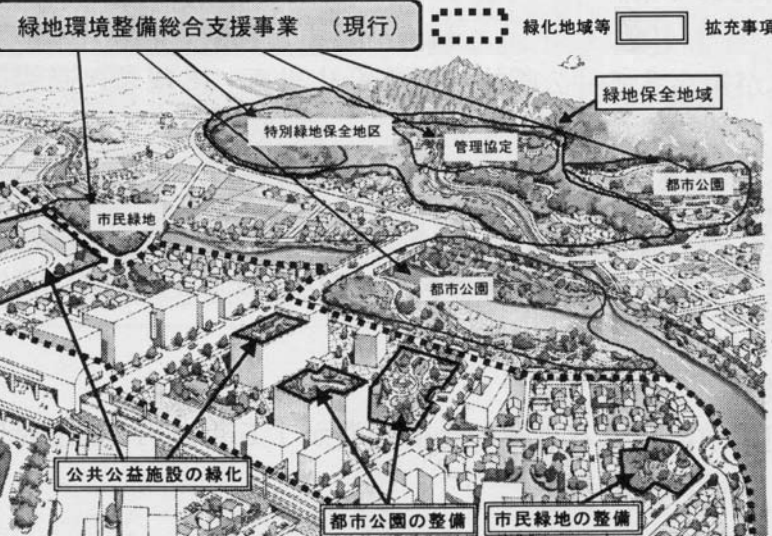 緑地環境整備総合支援事業 (現行)
緑化地域等
拡充事項
緑地保全地域
特別緑地保全地区
管理協定
都市公園
市民緑地
都市公園
公共公益施設の緑化
都市公園の整備
市民緑地の整備